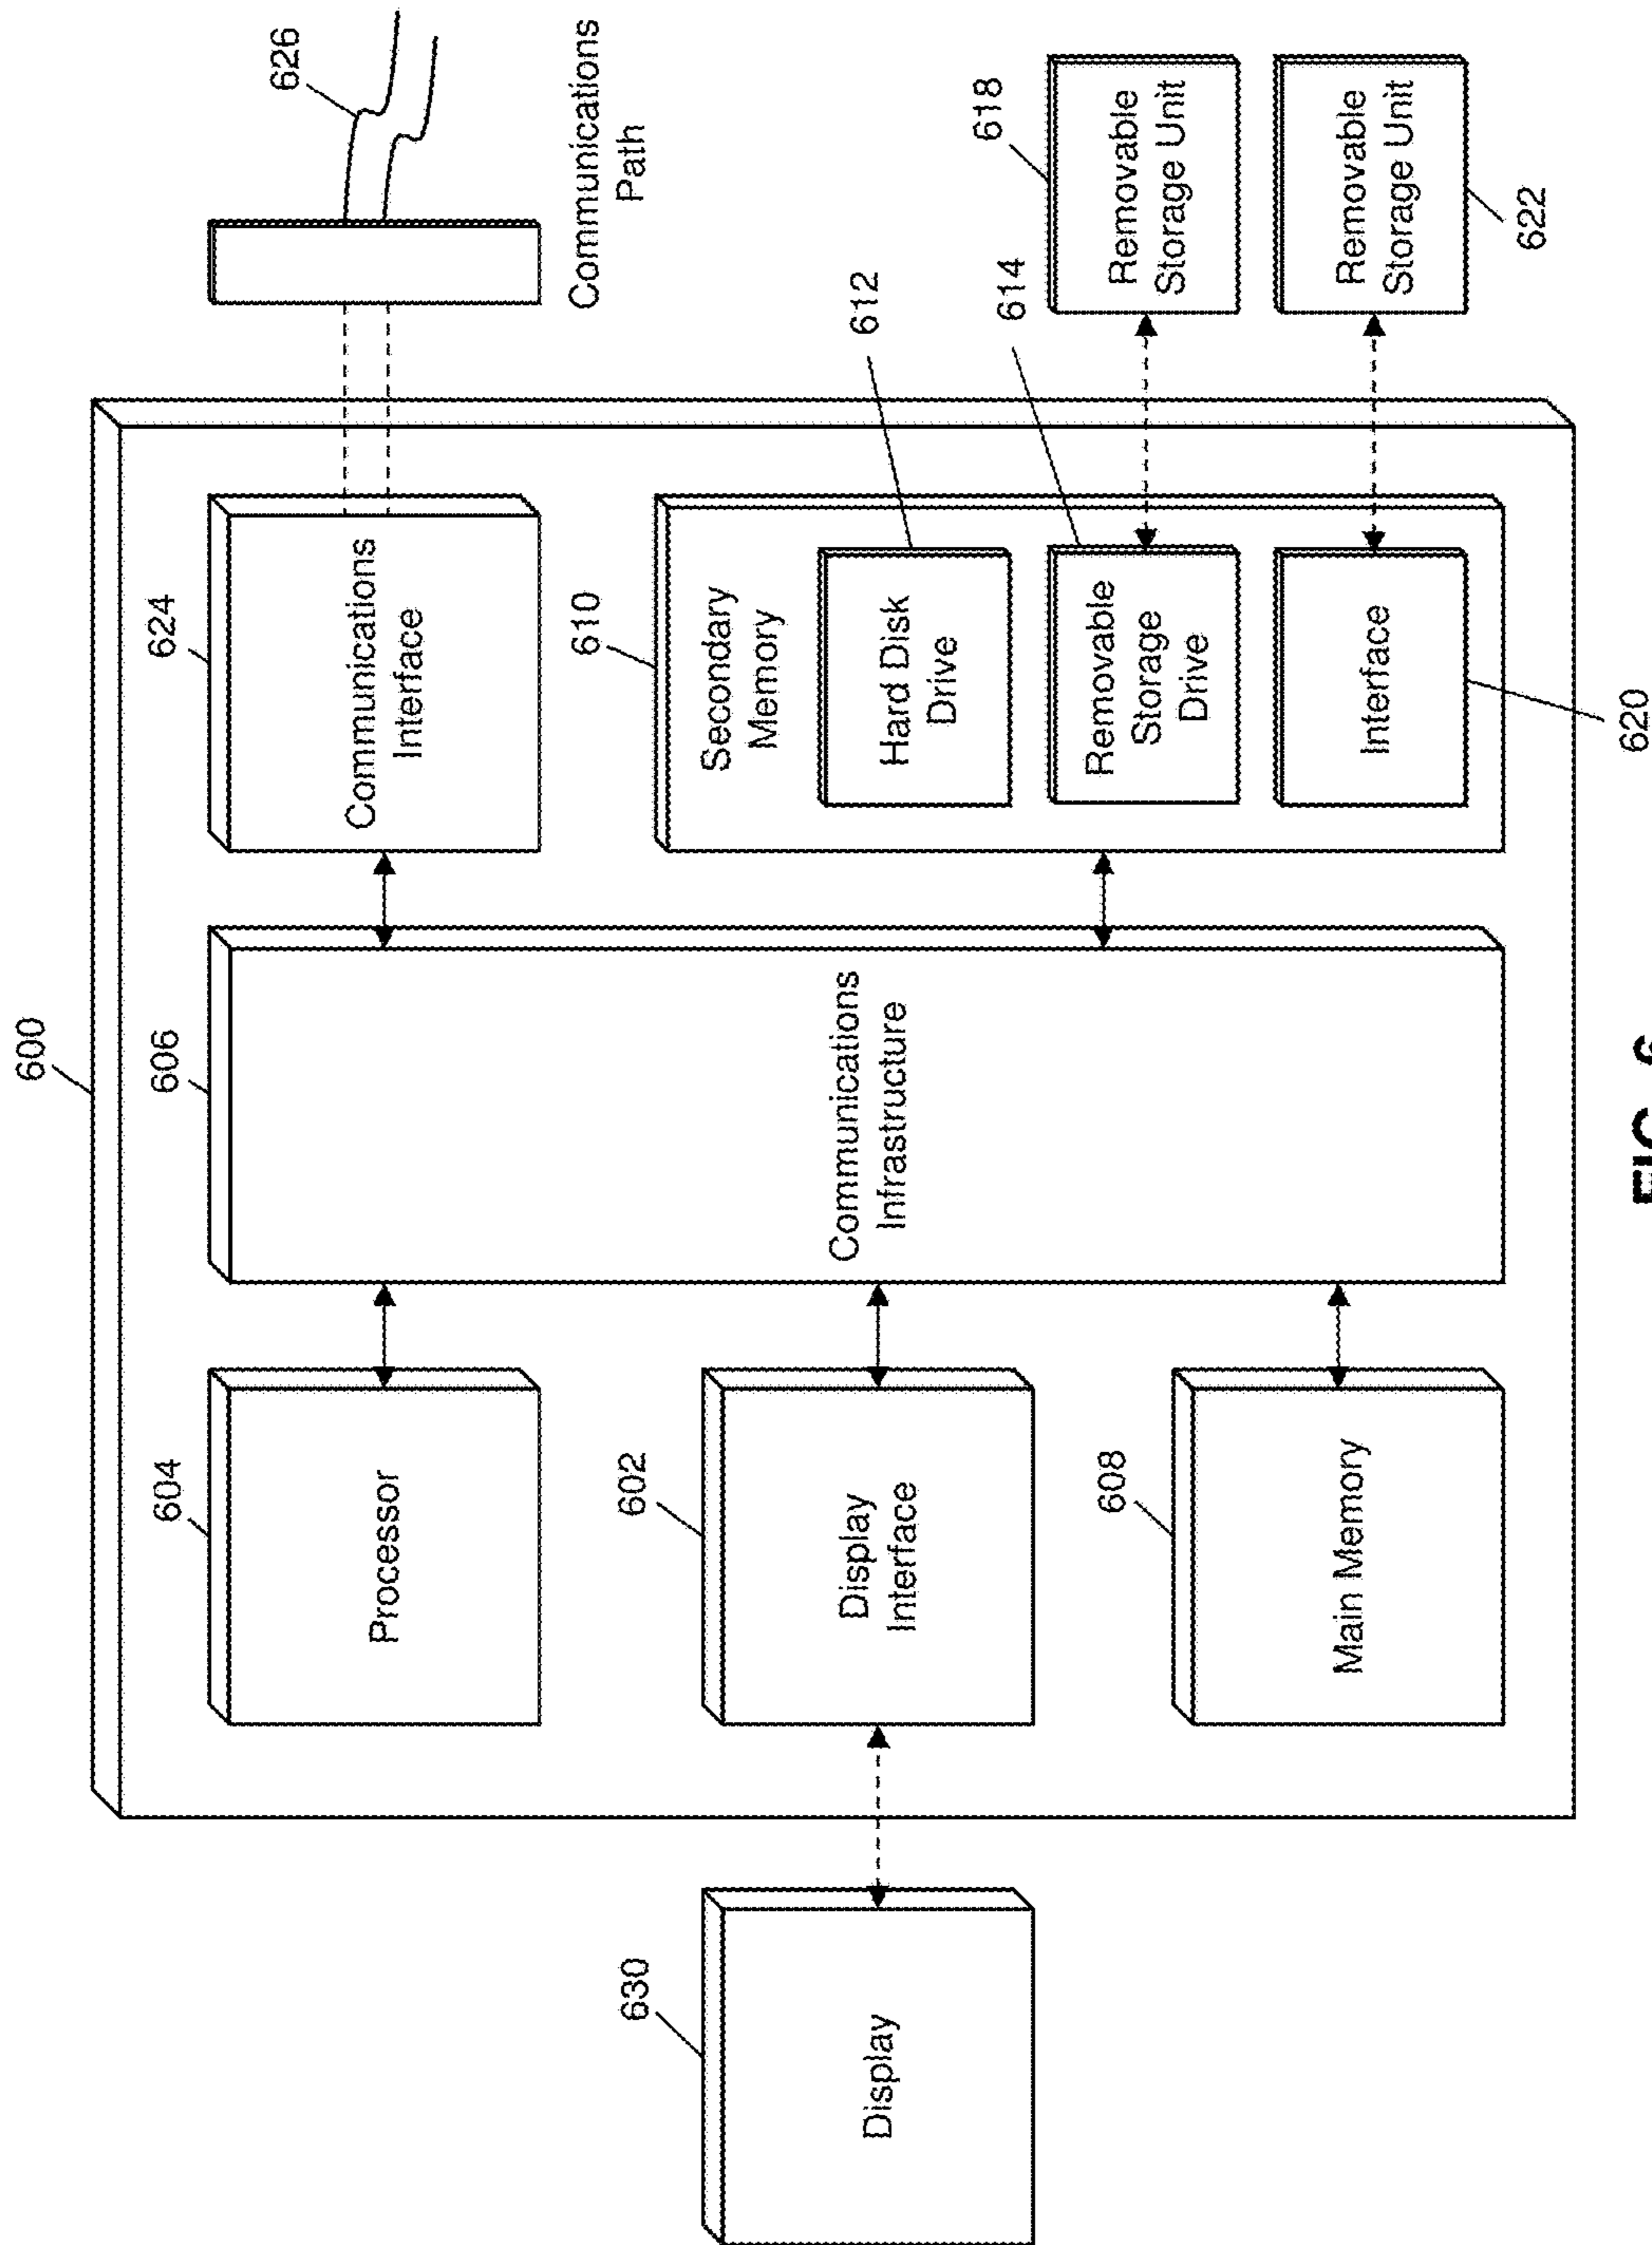 600
604
Processor
602
Display
Interface
608
Main Memory
630
Display
606
Communications
Infrastructure
624
Communications
Interface
626
Communications
Path
610
Secondary
Memory
612
Hard Disk
Drive
614
Removable
Storage
Drive
620
Interface
618
Removable
Storage Unit
622
Removable
Storage Unit
FIG. 6